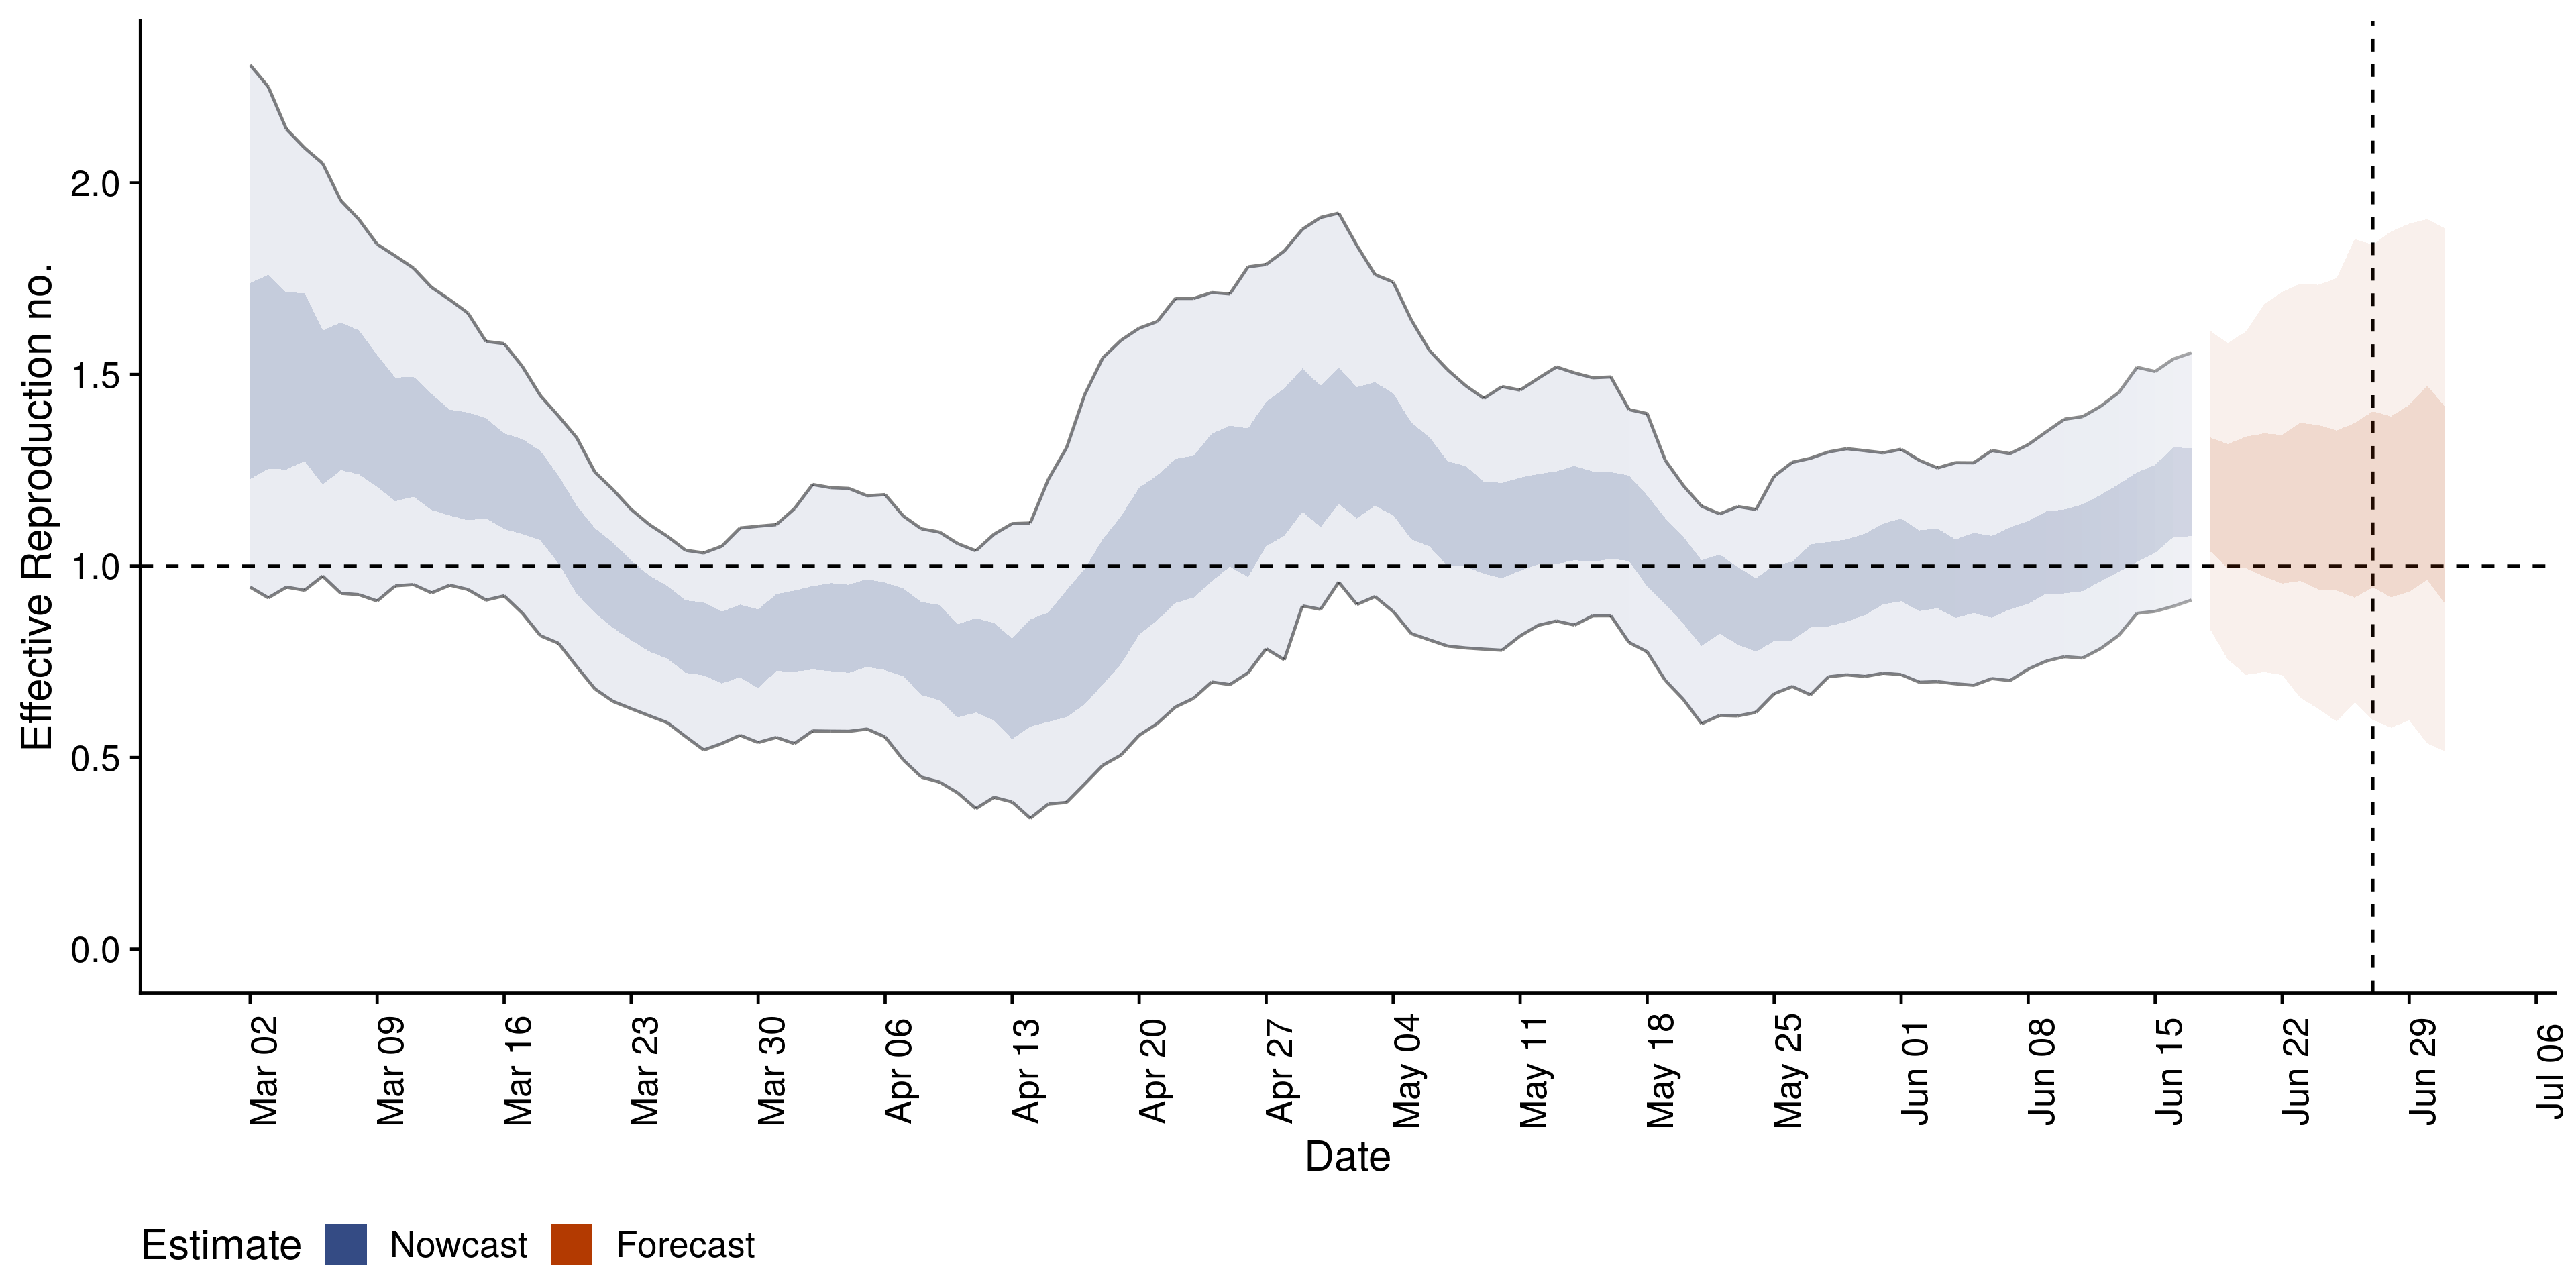 Effective Reproduction no.
2.0
1.5
1.0
0.5
0.0
Mar 02
Mar 09
Mar 16
Mar 23
Mar 30
Apr 06
Apr 13
Apr 20
Apr 27
May 04
May 11
May 18
May 25
Jun 01
Jun 08
Jun 15
Jun 22
Jun 29
Jul 06
Date
Estimate Nowcast Forecast